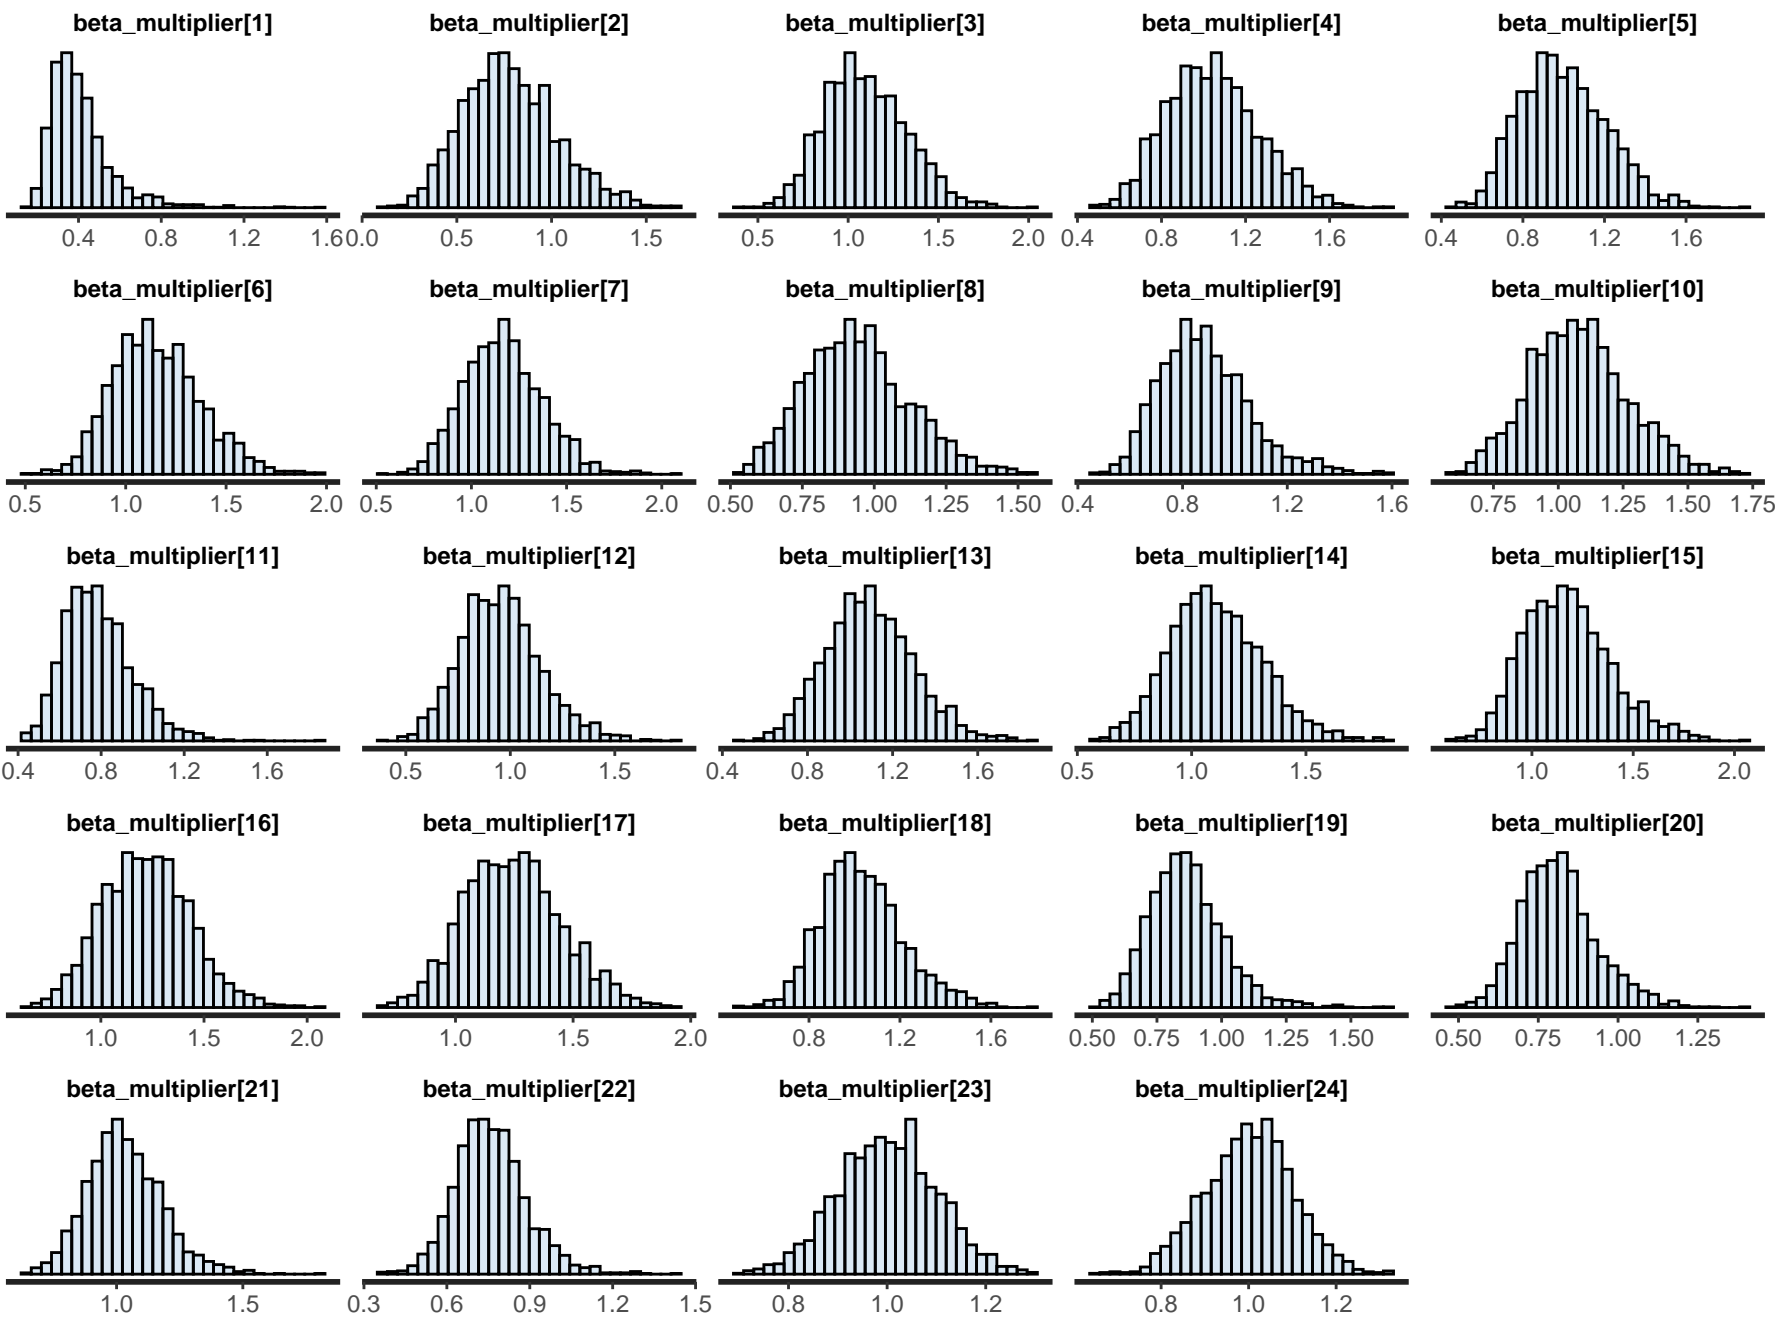 beta_multiplier[1] beta_multiplier[2] beta_multiplier[3] beta_multiplier[4] beta_multiplier[5]
0.4 0.8 1.2 1.6 0.0 0.5 1.0 1.5 0.5 1.0 1.5 2.0 0.4 0.8 1.2 1.6 0.4 0.8 1.2 1.6
beta_multiplier[6] beta_multiplier[7] beta_multiplier[8] beta_multiplier[9] beta_multiplier[10]
0.5 1.0 1.5 2.0 0.5 1.0 1.5 2.0 0.50 0.75 1.00 1.25 1.50 0.4 0.8 1.2 1.6 0.75 1.00 1.25 1.50 1.75
beta_multiplier[11] beta_multiplier[12] beta_multiplier[13] beta_multiplier[14] beta_multiplier[15]
0.4 0.8 1.2 1.6 0.5 1.0 1.5 0.4 0.8 1.2 1.6 0.5 1.0 1.5 1.0 1.5 2.0
beta_multiplier[16] beta_multiplier[17] beta_multiplier[18] beta_multiplier[19] beta_multiplier[20]
1.0 1.5 2.0 1.0 1.5 2.0 0.8 1.2 1.6 0.50 0.75 1.00 1.25 1.50 0.50 0.75 1.00 1.25
beta_multiplier[21] beta_multiplier[22] beta_multiplier[23] beta_multiplier[24]
1.0 1.5 0.3 0.6 0.9 1.2 1.5 0.8 1.0 1.2 0.8 1.0 1.2